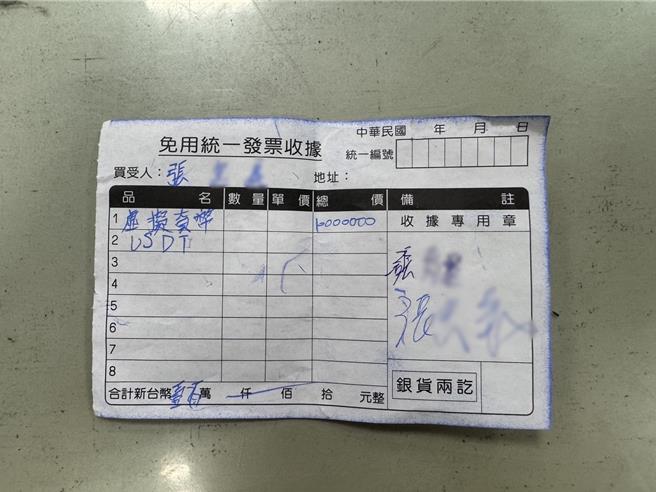 中華民國 年 月 日
免用統一發票收據
統一編號
買受人：張
地址：
品 名 數量 單價 總 價 備 註
1 虛擬貨幣 1000000 收據專用章
2 USDT
3
4
張
5
6
7
8
銀貨兩訖
合計新台幣壹百萬 仟 佰 拾 元整